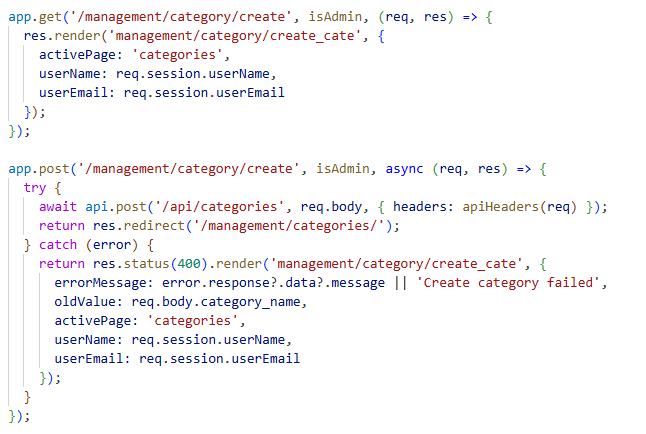 app.get('/management/category/create', isAdmin, (req, res) => {
  res.render('management/category/create_cate', {
    activePage: 'categories',
    userName: req.session.userName,
    userEmail: req.session.userEmail
  });
});

app.post('/management/category/create', isAdmin, async (req, res) => {
  try {
    await api.post('/api/categories', req.body, { headers: apiHeaders(req) });
    return res.redirect('/management/categories/');
  } catch (error) {
    return res.status(400).render('management/category/create_cate', {
      errorMessage: error.response?.data?.message || 'Create category failed',
      oldValue: req.body.category_name,
      activePage: 'categories',
      userName: req.session.userName,
      userEmail: req.session.userEmail
    });
  }
});